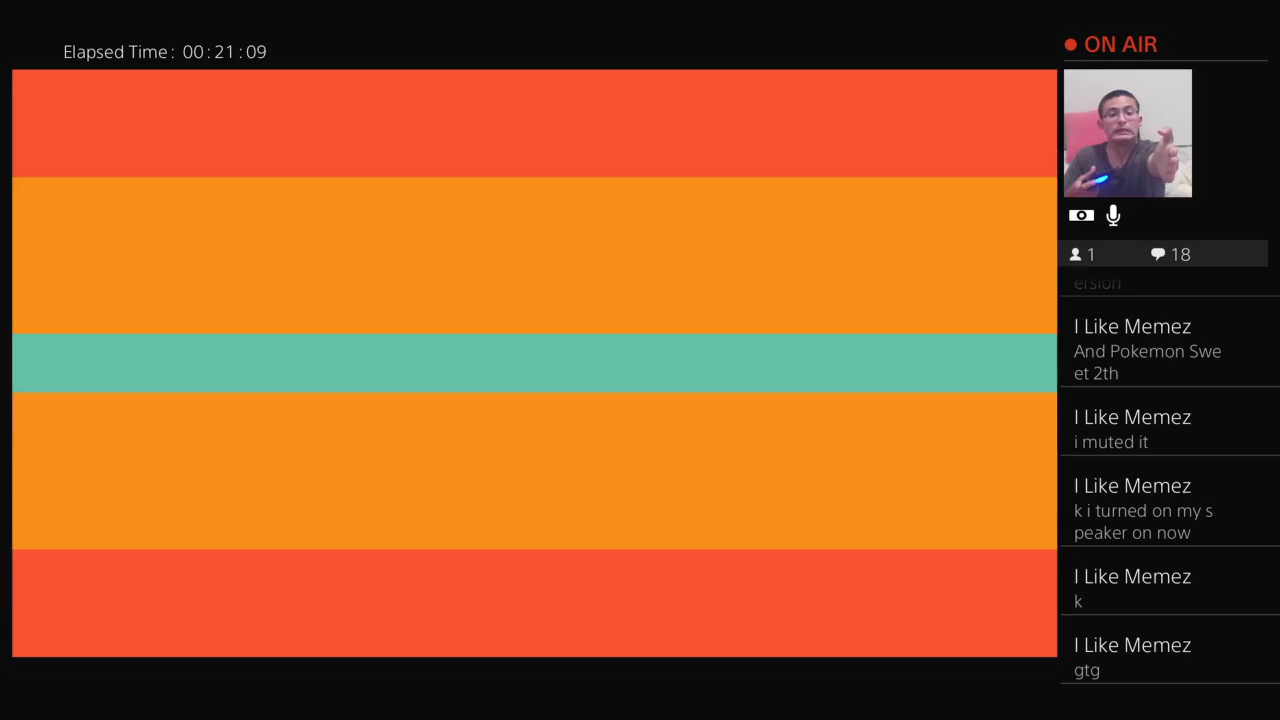 Elapsed Time: 00:21:09
ON AIR
1 18
ersion
I Like Memez
And Pokemon Swe
et 2th
I Like Memez
i muted it
I Like Memez
k i turned on my s
peaker on now
I Like Memez
k
I Like Memez
gtg